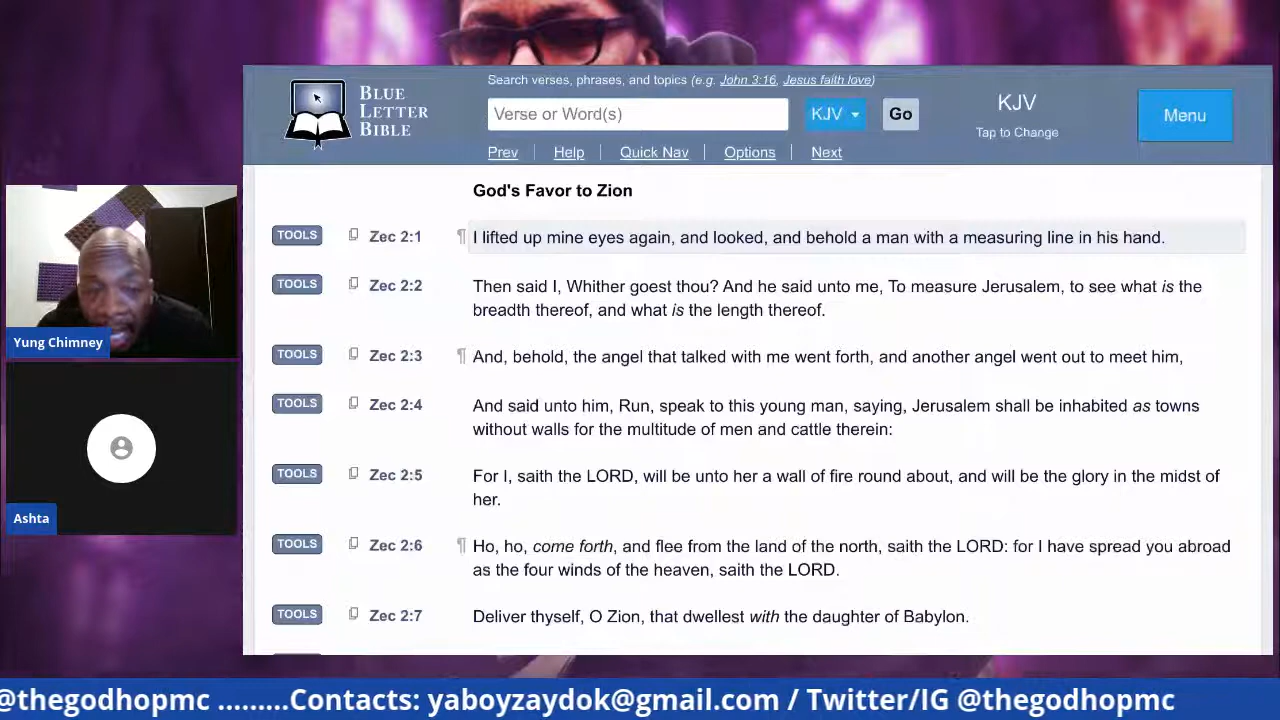 Search verses, phrases, and topics (e.g. John 3:16, Jesus faith love)
BLUE
LETTER
BIBLE
Verse or Word(s)
KJV
Go
KJV
Tap to Change
Menu
Prev
Help
Quick Nav
Options
Next
God's Favor to Zion
TOOLS Zec 2:1 ¶ I lifted up mine eyes again, and looked, and behold a man with a measuring line in his hand.
TOOLS Zec 2:2 Then said I, Whither goest thou? And he said unto me, To measure Jerusalem, to see what is the
breadth thereof, and what is the length thereof.
TOOLS Zec 2:3 ¶ And, behold, the angel that talked with me went forth, and another angel went out to meet him,
TOOLS Zec 2:4 And said unto him, Run, speak to this young man, saying, Jerusalem shall be inhabited as towns
without walls for the multitude of men and cattle therein:
TOOLS Zec 2:5 For I, saith the LORD, will be unto her a wall of fire round about, and will be the glory in the midst of
her.
TOOLS Zec 2:6 ¶ Ho, ho, come forth, and flee from the land of the north, saith the LORD: for I have spread you abroad
as the four winds of the heaven, saith the LORD.
TOOLS Zec 2:7 Deliver thyself, O Zion, that dwellest with the daughter of Babylon.
Yung Chimney
Ashta
@thegodhopmc .........Contacts: yaboyzaydok@gmail.com / Twitter/IG @thegodhopmc